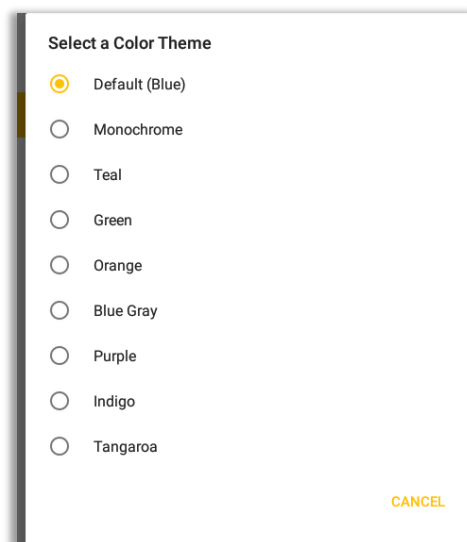 Select a Color Theme
Default (Blue)
Monochrome
Teal
Green
Orange
Blue Gray
Purple
Indigo
Tangaroa
CANCEL